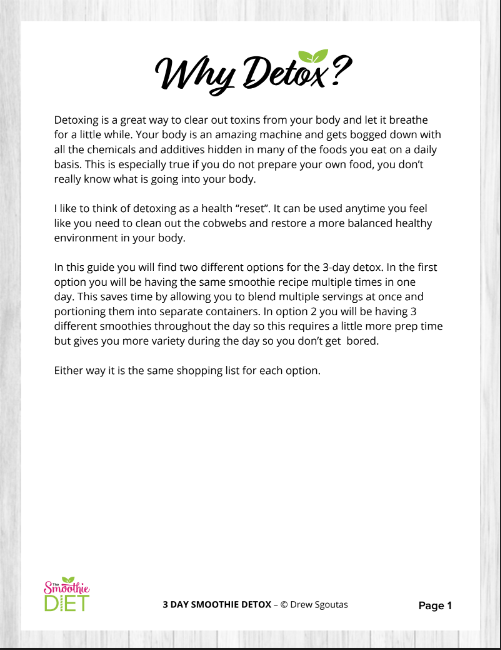 Why Detox?
Detoxing is a great way to clear out toxins from your body and let it breathe
for a little while. Your body is an amazing machine and gets bogged down with
all the chemicals and additives hidden in many of the foods you eat on a daily
basis. This is especially true if you do not prepare your own food, you don't
really know what is going into your body.
I like to think of detoxing as a health “reset”. It can be used anytime you feel
like you need to clean out the cobwebs and restore a more balanced healthy
environment in your body.
In this guide you will find two different options for the 3-day detox. In the first
option you will be having the same smoothie recipe multiple times in one
day. This saves time by allowing you to blend multiple servings at once and
portioning them into separate containers. In option 2 you will be having 3
different smoothies throughout the day so this requires a little more prep time
but gives you more variety during the day so you don't get  bored.
Either way it is the same shopping list for each option.
The
Smoothie
DIET
3 DAY SMOOTHIE DETOX – © Drew Sgoutas
Page 1